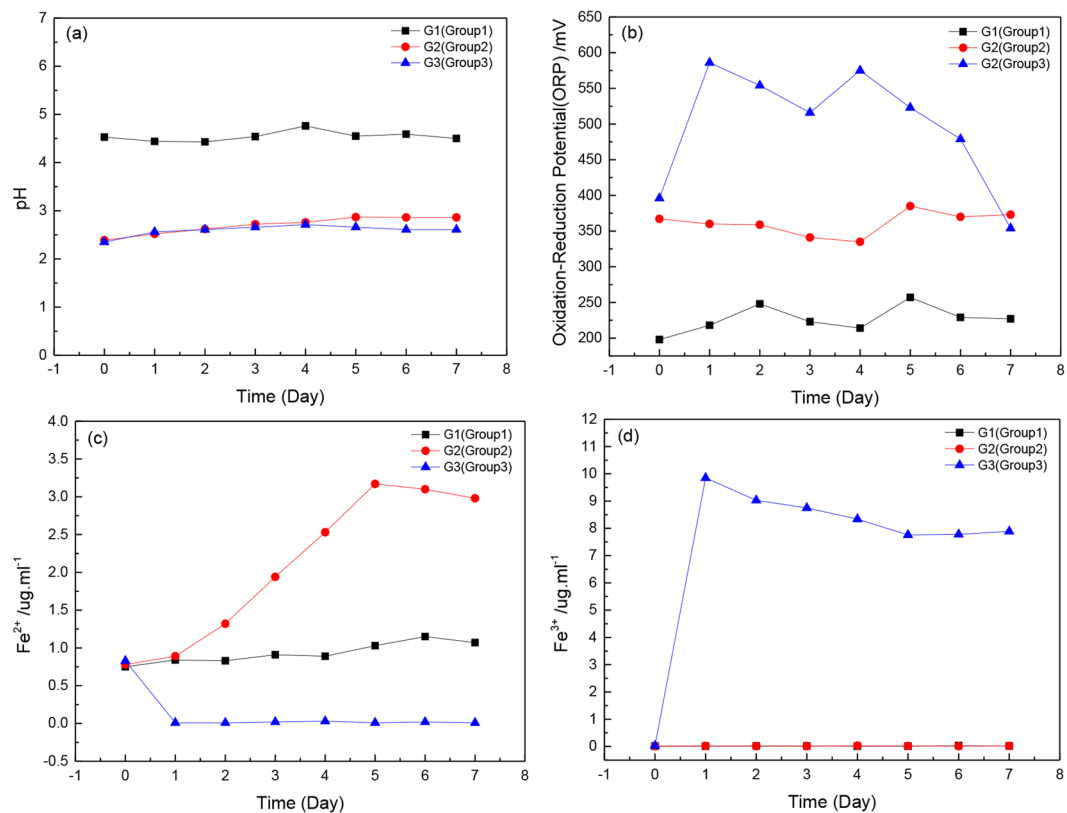 (a)
G1(Group1)
G2(Group2)
G3(Group3)
pH
7
6
5
4
3
2
1
0
-1 0 1 2 3 4 5 6 7 8
Time (Day)
(b)
G1(Group1)
G2(Group2)
G2(Group3)
Oxidation-Reduction Potential(ORP) /mV
650
600
550
500
450
400
350
300
250
200
-1 0 1 2 3 4 5 6 7 8
Time (Day)
(c)
G1(Group1)
G2(Group2)
G3(Group3)
Fe²⁺ /ug.ml⁻¹
4.0
3.5
3.0
2.5
2.0
1.5
1.0
0.5
0.0
-0.5
-1 0 1 2 3 4 5 6 7 8
Time (Day)
(d)
G1(Group1)
G2(Group2)
G3(Group3)
Fe³⁺ /ug.ml⁻¹
12
11
10
9
8
7
6
5
4
3
2
1
0
-1 0 1 2 3 4 5 6 7 8
Time (Day)